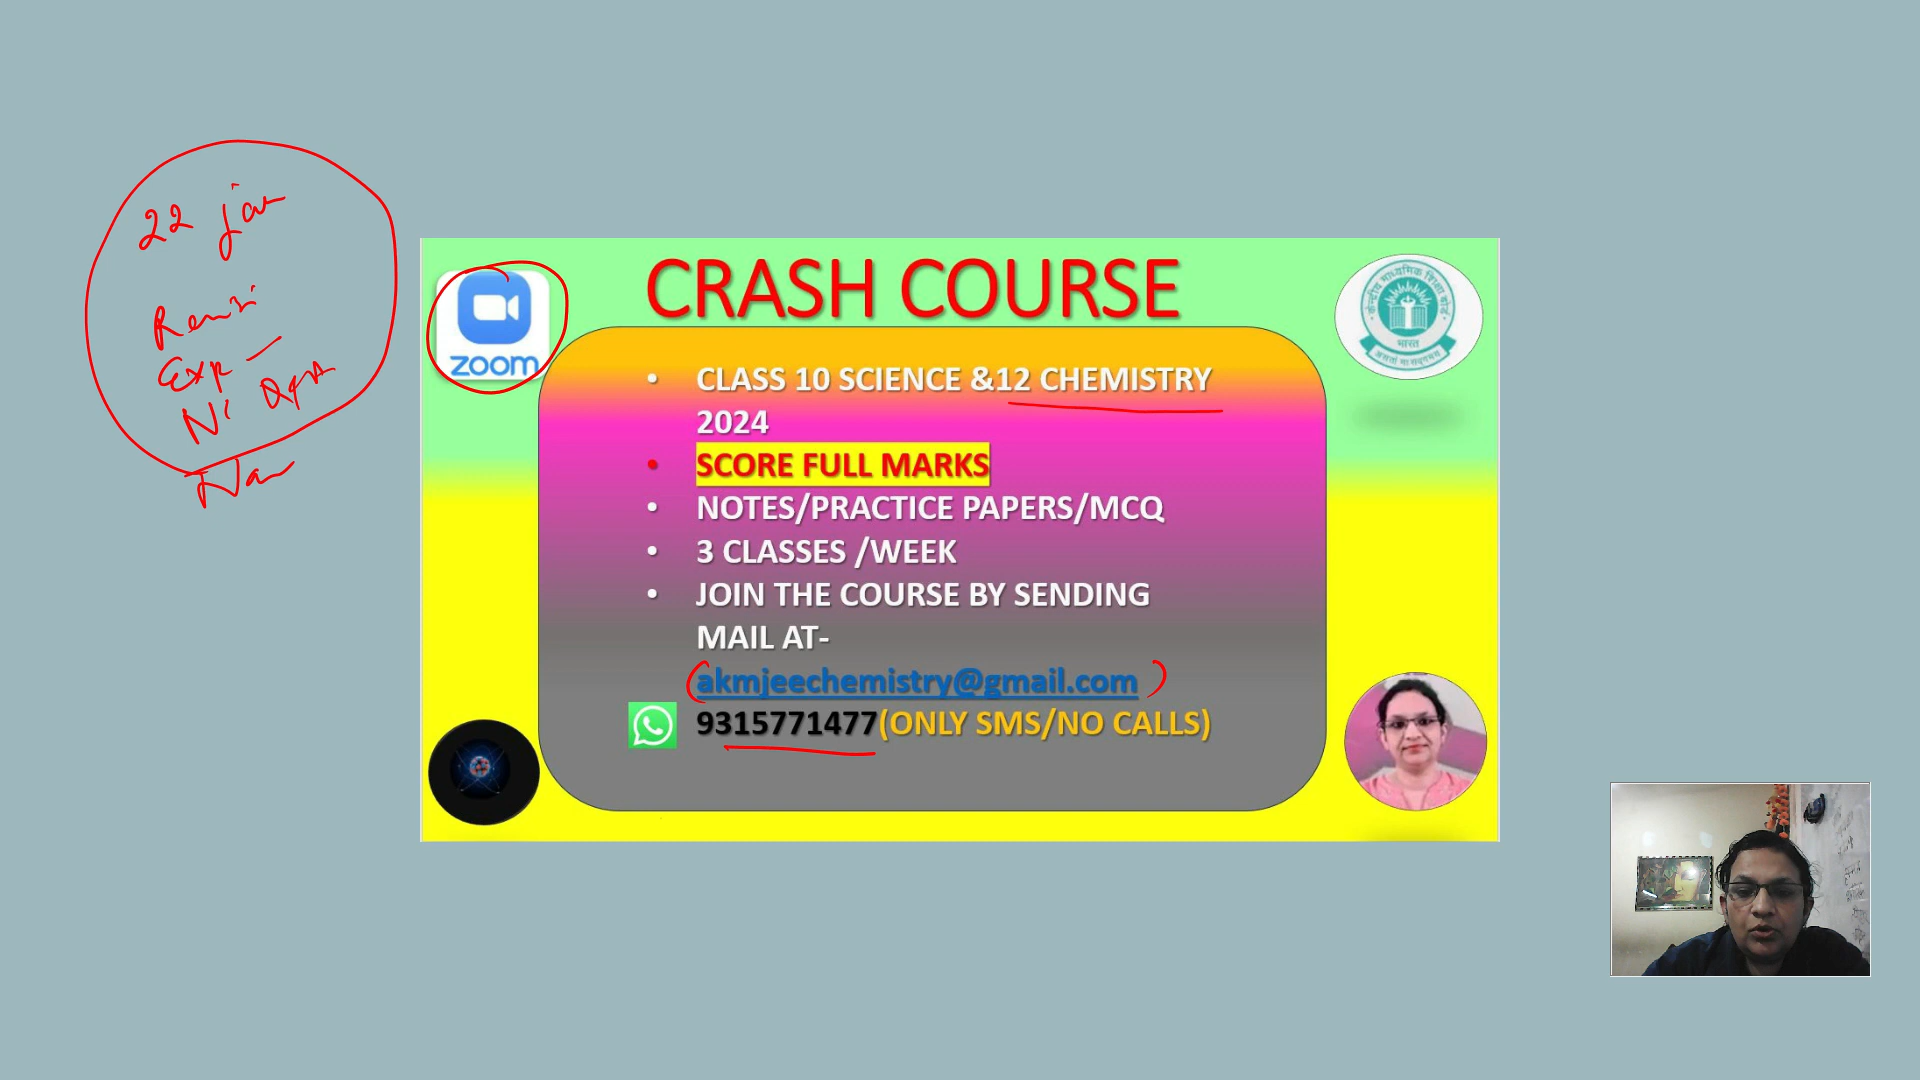 22 jan
Exp
CRASH COURSE
zoom
• CLASS 10 SCIENCE &12 CHEMISTRY
2024
• SCORE FULL MARKS
• NOTES/PRACTICE PAPERS/MCQ
• 3 CLASSES /WEEK
• JOIN THE COURSE BY SENDING
MAIL AT-
akmjeechemistry@gmail.com
9315771477(ONLY SMS/NO CALLS)
भारत